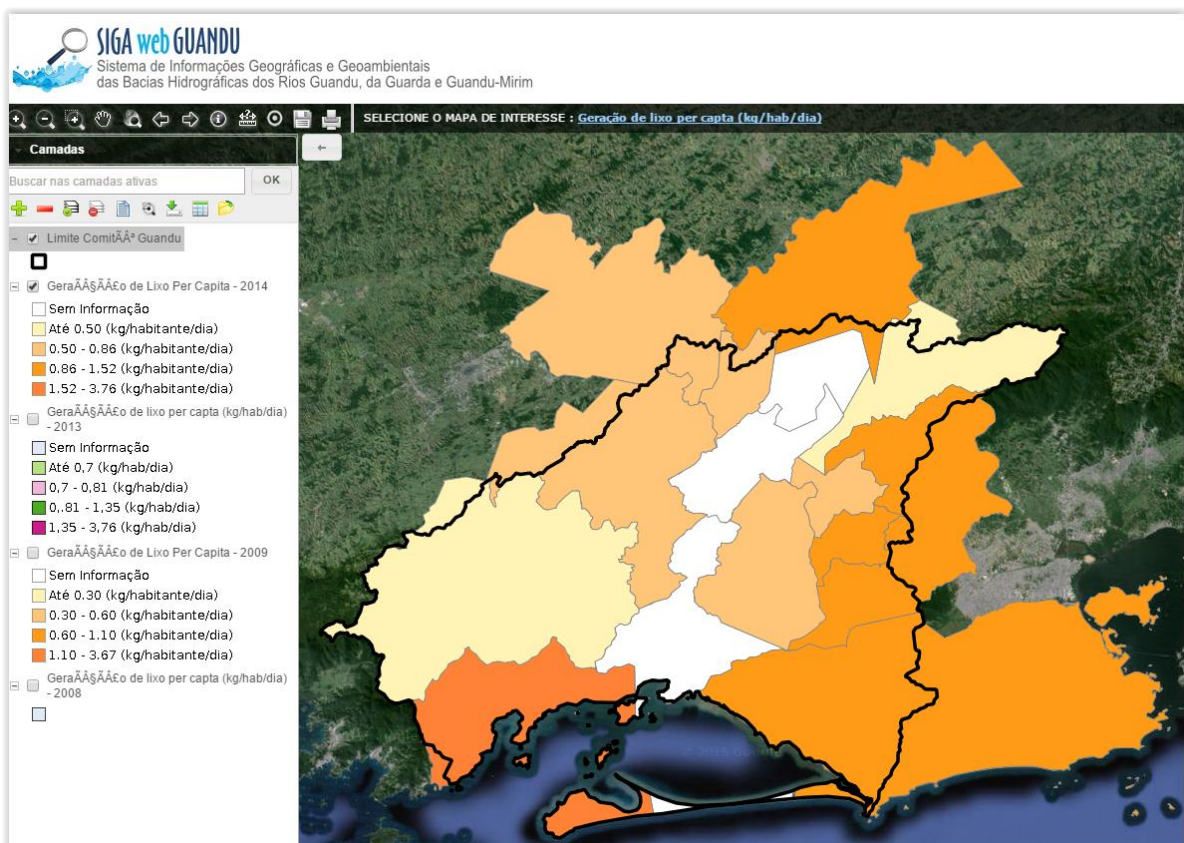 SIGA web GUANDU
Sistema de Informações Geográficas e Geoambientais
das Bacias Hidrográficas dos Rios Guandu, da Guarda e Guandu-Mirim
SELECIONE O MAPA DE INTERESSE : Geração de lixo per capta (kg/hab/dia)
Camadas
Buscar nas camadas ativas
OK
Limite ComitÃÂª Guandu
GeraÃÂ§ÃÂ£o de Lixo Per Capita - 2014
Sem Informação
Até 0.50 (kg/habitante/dia)
0.50 - 0.86 (kg/habitante/dia)
0.86 - 1.52 (kg/habitante/dia)
1.52 - 3.76 (kg/habitante/dia)
GeraÃÂ§ÃÂ£o de lixo per capta (kg/hab/dia)
- 2013
Sem Informação
Até 0,7 (kg/hab/dia)
0,7 - 0,81 (kg/hab/dia)
0,.81 - 1,35 (kg/hab/dia)
1,35 - 3,76 (kg/hab/dia)
GeraÃÂ§ÃÂ£o de Lixo Per Capita - 2009
Sem Informação
Até 0.30 (kg/habitante/dia)
0.30 - 0.60 (kg/habitante/dia)
0.60 - 1.10 (kg/habitante/dia)
1.10 - 3.67 (kg/habitante/dia)
GeraÃÂ§ÃÂ£o de lixo per capta (kg/hab/dia)
- 2008